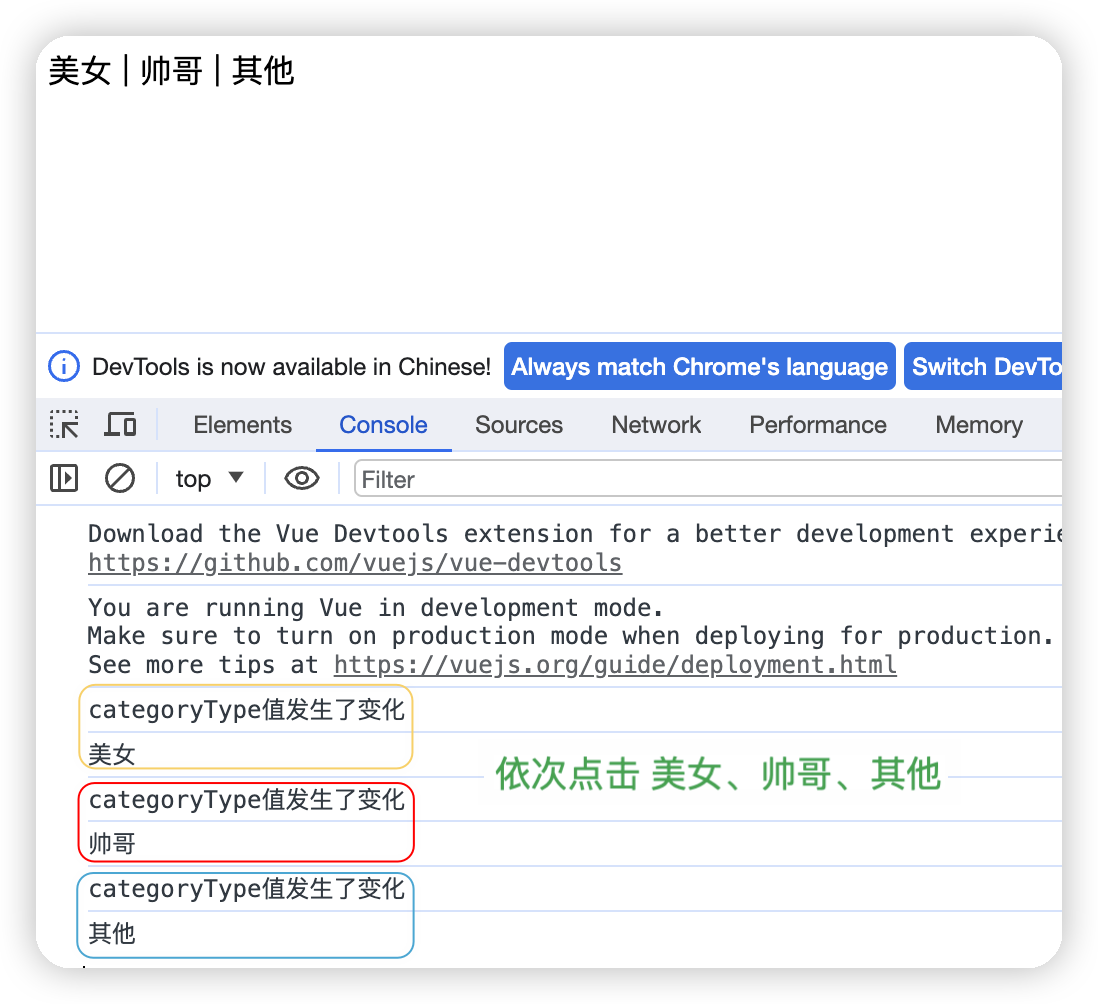 美女 | 帅哥 | 其他
DevTools is now available in Chinese! Always match Chrome's language Switch DevTo
Elements Console Sources Network Performance Memory
top Filter
Download the Vue Devtools extension for a better development experie
https://github.com/vuejs/vue-devtools
You are running Vue in development mode.
Make sure to turn on production mode when deploying for production.
See more tips at https://vuejs.org/guide/deployment.html
categoryType值发生了变化
美女
依次点击 美女、帅哥、其他
categoryType值发生了变化
帅哥
categoryType值发生了变化
其他